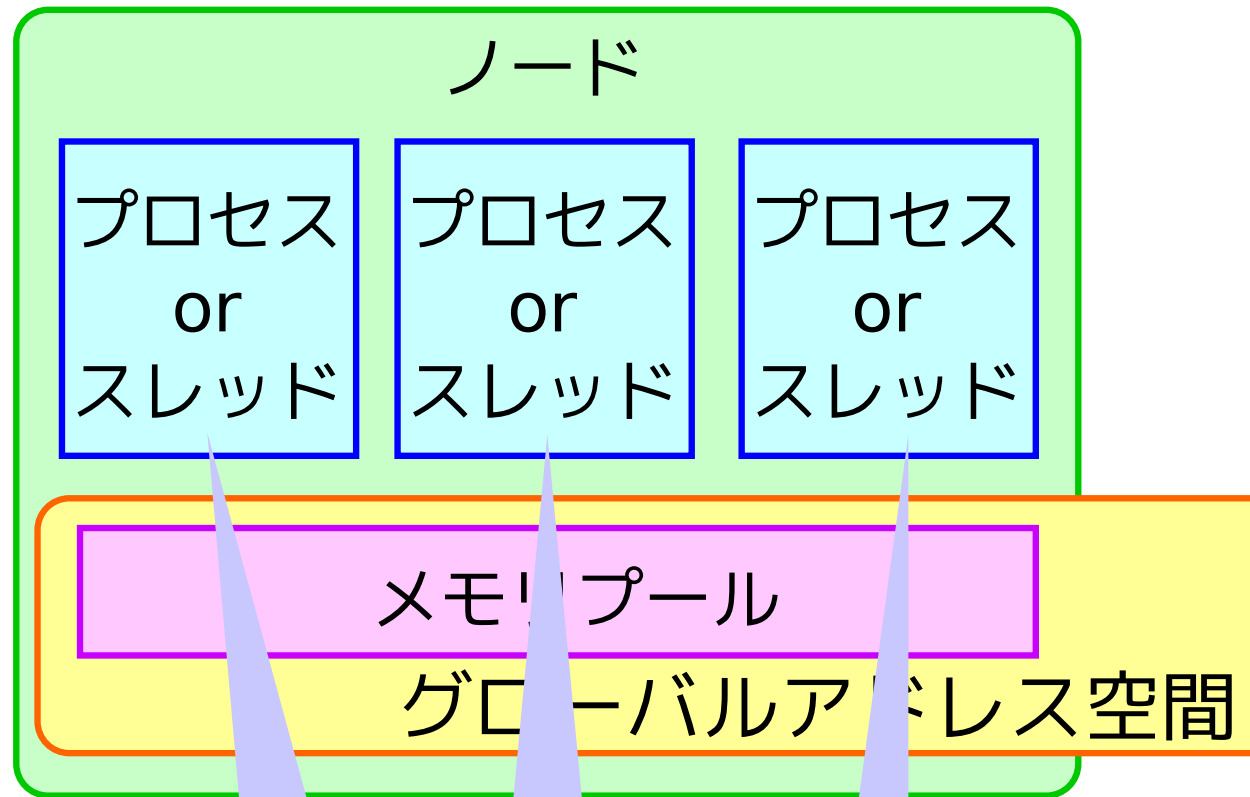 ノード
プロセス
or
スレッド
プロセス
or
スレッド
プロセス
or
スレッド
メモリプール
グローバルアドレス空間